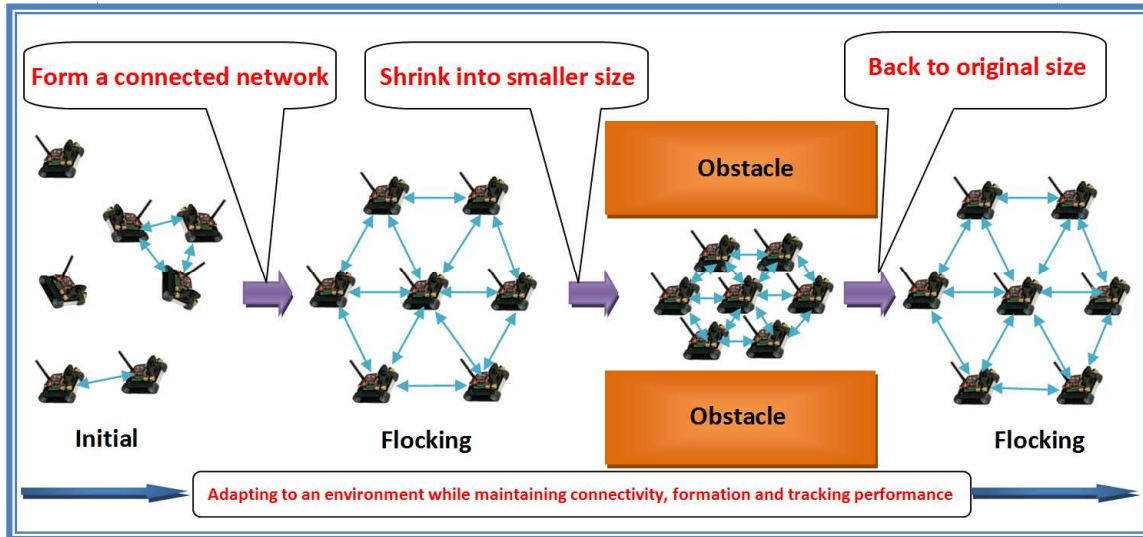 Form a connected network
Shrink into smaller size
Back to original size
Obstacle
Obstacle
Initial
Flocking
Flocking
Adapting to an environment while maintaining connectivity, formation and tracking performance